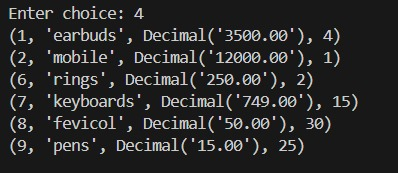 Enter choice: 4
(1, 'earbuds', Decimal('3500.00'), 4)
(2, 'mobile', Decimal('12000.00'), 1)
(6, 'rings', Decimal('250.00'), 2)
(7, 'keyboards', Decimal('749.00'), 15)
(8, 'fevicol', Decimal('50.00'), 30)
(9, 'pens', Decimal('15.00'), 25)